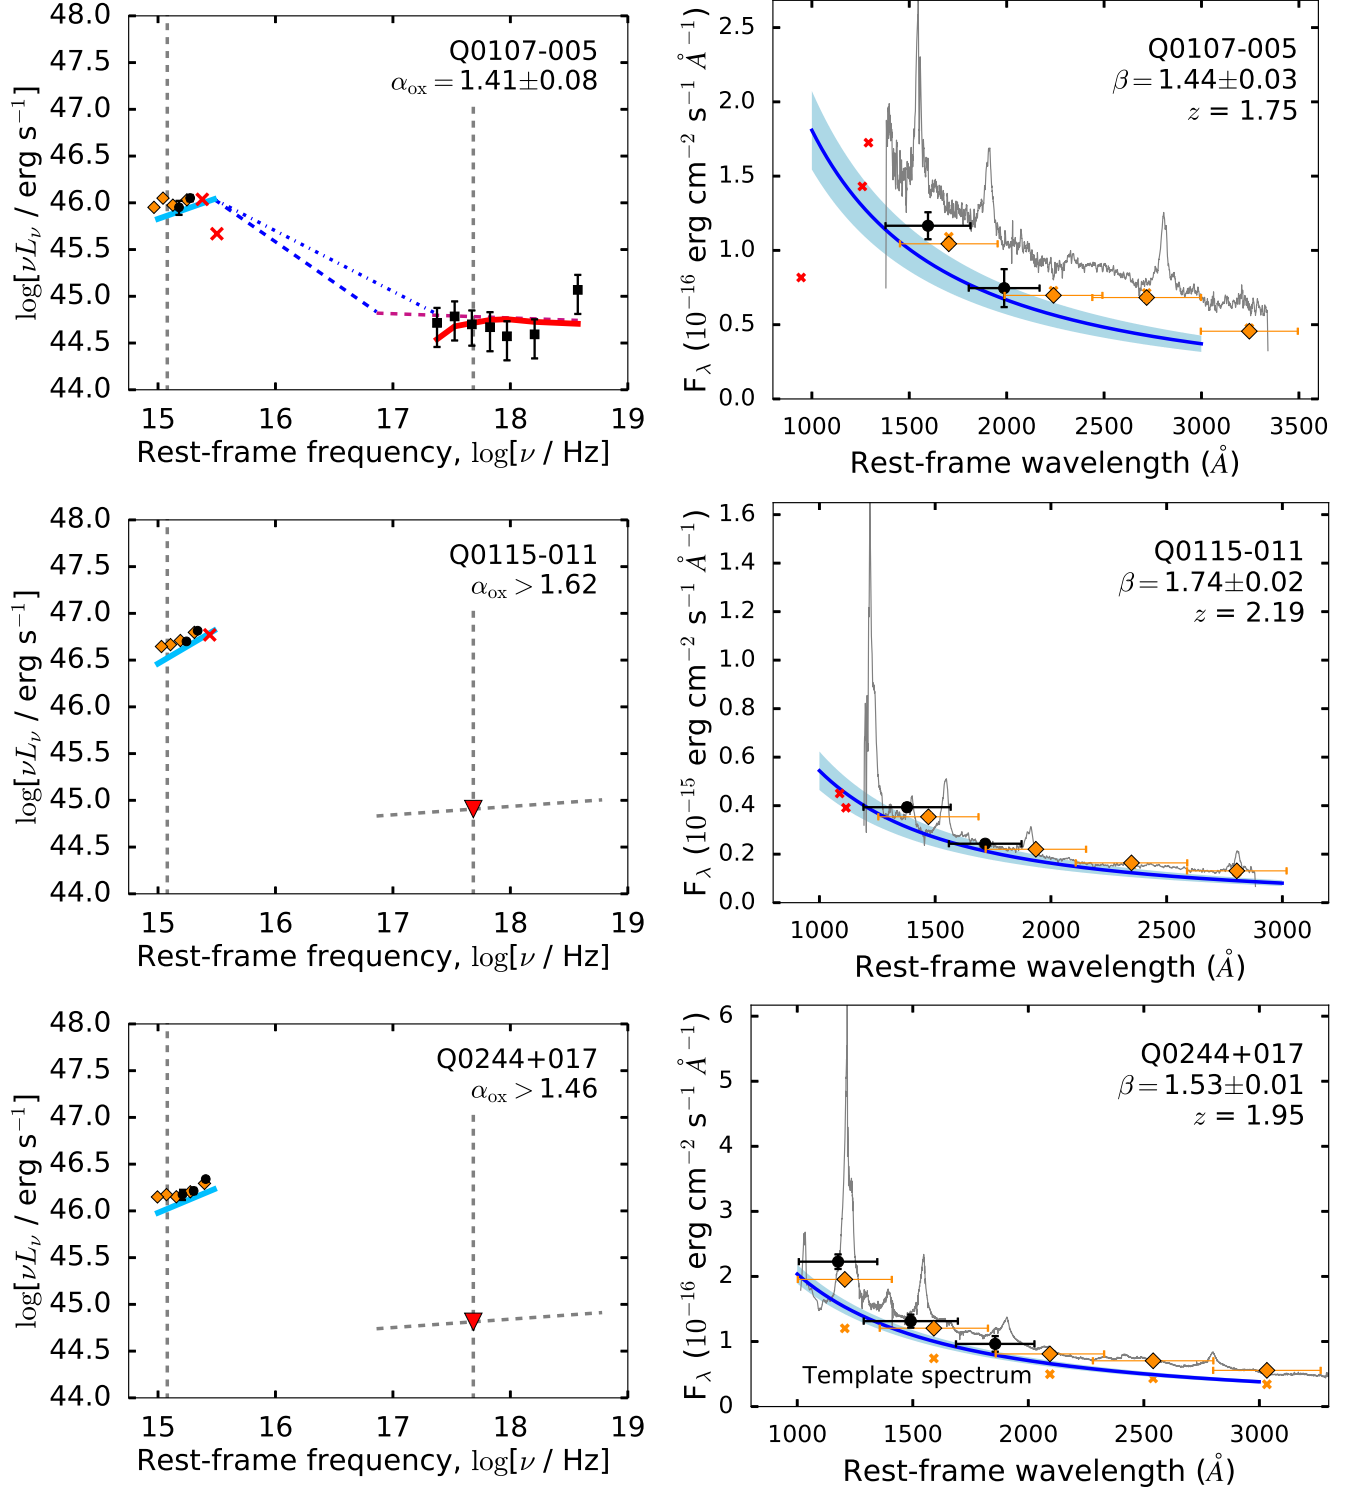 48.0
47.5
47.0
46.5
46.0
45.5
45.0
44.5
44.0
log[νLν / erg s−1]
Q0107-005
αox = 1.41±0.08
15 16 17 18 19
Rest-frame frequency, log[ν / Hz]
2.5
2.0
1.5
1.0
0.5
0.0
Fλ (10−16 erg cm−2 s−1 Å−1)
Q0107-005
β = 1.44±0.03
z = 1.75
1000 1500 2000 2500 3000 3500
Rest-frame wavelength (Å)
48.0
47.5
47.0
46.5
46.0
45.5
45.0
44.5
44.0
log[νLν / erg s−1]
Q0115-011
αox > 1.62
15 16 17 18 19
Rest-frame frequency, log[ν / Hz]
1.6
1.4
1.2
1.0
0.8
0.6
0.4
0.2
0.0
Fλ (10−15 erg cm−2 s−1 Å−1)
Q0115-011
β = 1.74±0.02
z = 2.19
1000 1500 2000 2500 3000
Rest-frame wavelength (Å)
48.0
47.5
47.0
46.5
46.0
45.5
45.0
44.5
44.0
log[νLν / erg s−1]
Q0244+017
αox > 1.46
15 16 17 18 19
Rest-frame frequency, log[ν / Hz]
6
5
4
3
2
1
0
Fλ (10−16 erg cm−2 s−1 Å−1)
Q0244+017
β = 1.53±0.01
z = 1.95
Template spectrum
1000 1500 2000 2500 3000
Rest-frame wavelength (Å)